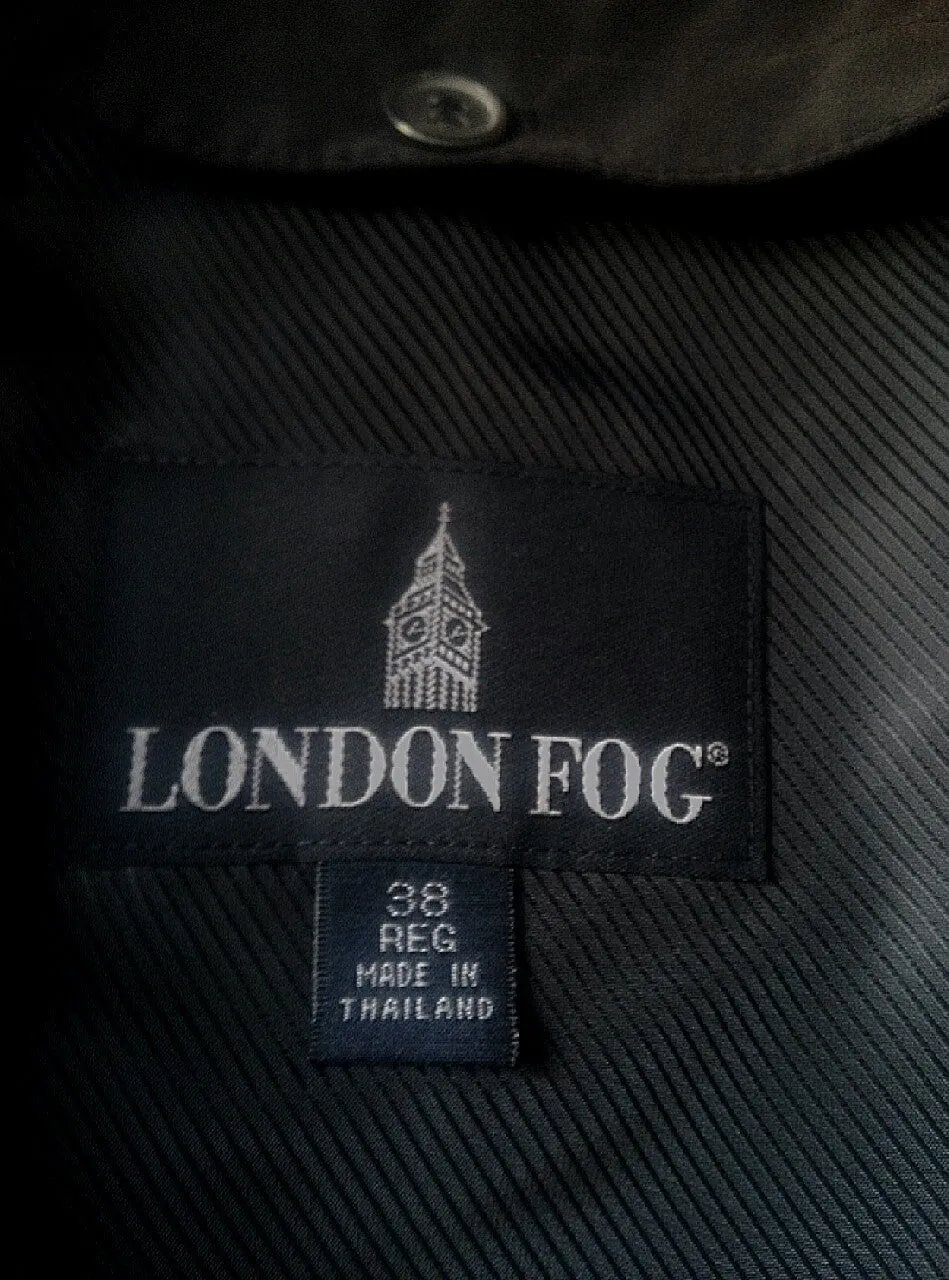 LONDON FOG®
38
REG
MADE IN
THAILAND